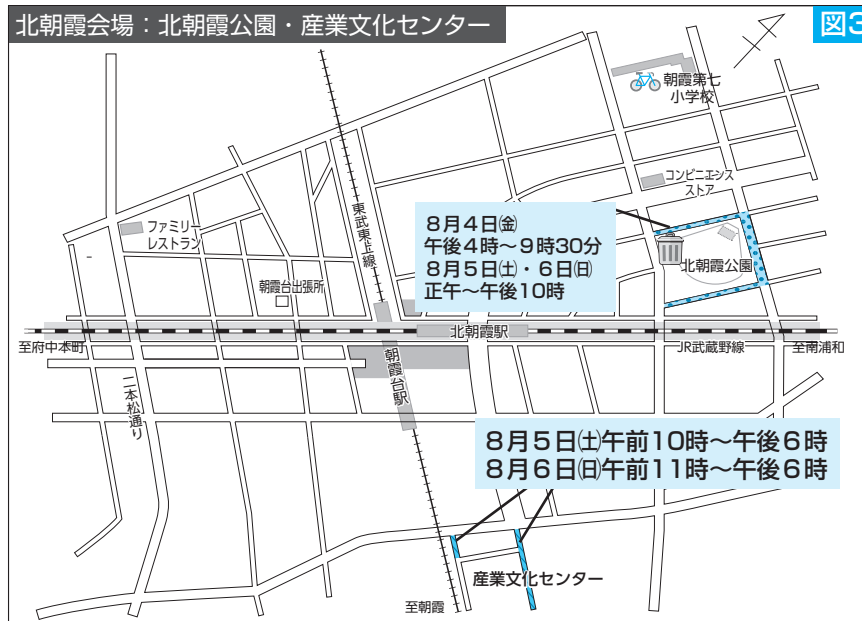 北朝霞会場：北朝霞公園・産業文化センター
図3
朝霞第七
小学校
コンビニエンス
ストア
ファミリー
レストラン
東武東上線
8月4日㈮
午後4時～9時30分
8月5日㈯・6日㈰
正午～午後10時
北朝霞公園
朝霞台出張所
北朝霞駅
至府中本町
JR武蔵野線
至南浦和
朝霞台駅
二本松通り
8月5日㈯午前10時～午後6時
8月6日㈰午前11時～午後6時
産業文化センター
至朝霞